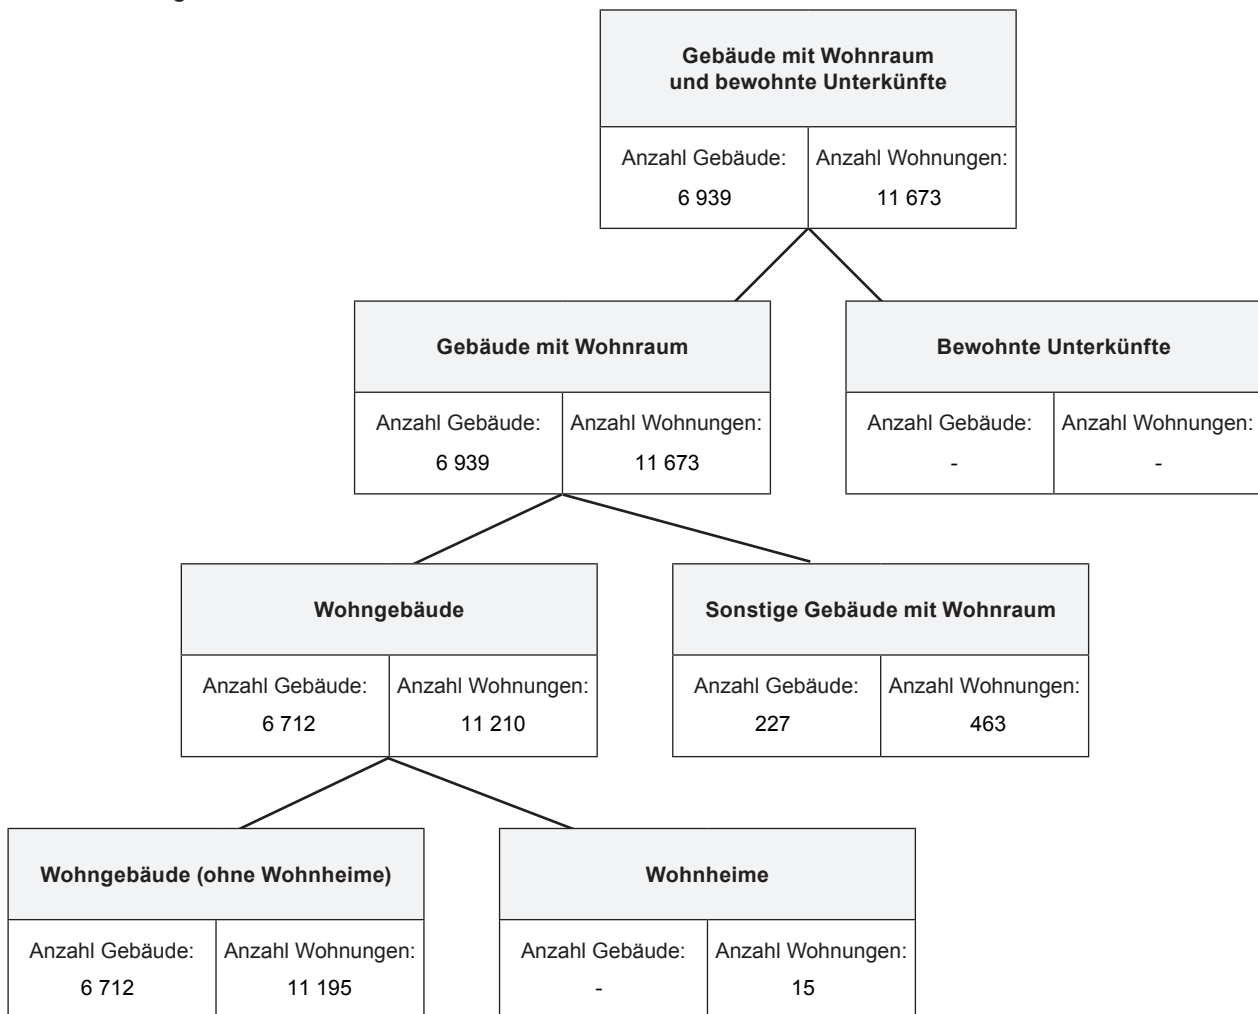 Gebäude mit Wohnraum
und bewohnte Unterkünfte
Anzahl Gebäude: Anzahl Wohnungen:
6 939 11 673
Gebäude mit Wohnraum Bewohnte Unterkünfte
Anzahl Gebäude: Anzahl Wohnungen: Anzahl Gebäude: Anzahl Wohnungen:
6 939 11 673 - -
Wohngebäude Sonstige Gebäude mit Wohnraum
Anzahl Gebäude: Anzahl Wohnungen: Anzahl Gebäude: Anzahl Wohnungen:
6 712 11 210 227 463
Wohngebäude (ohne Wohnheime) Wohnheime
Anzahl Gebäude: Anzahl Wohnungen: Anzahl Gebäude: Anzahl Wohnungen:
6 712 11 195 - 15